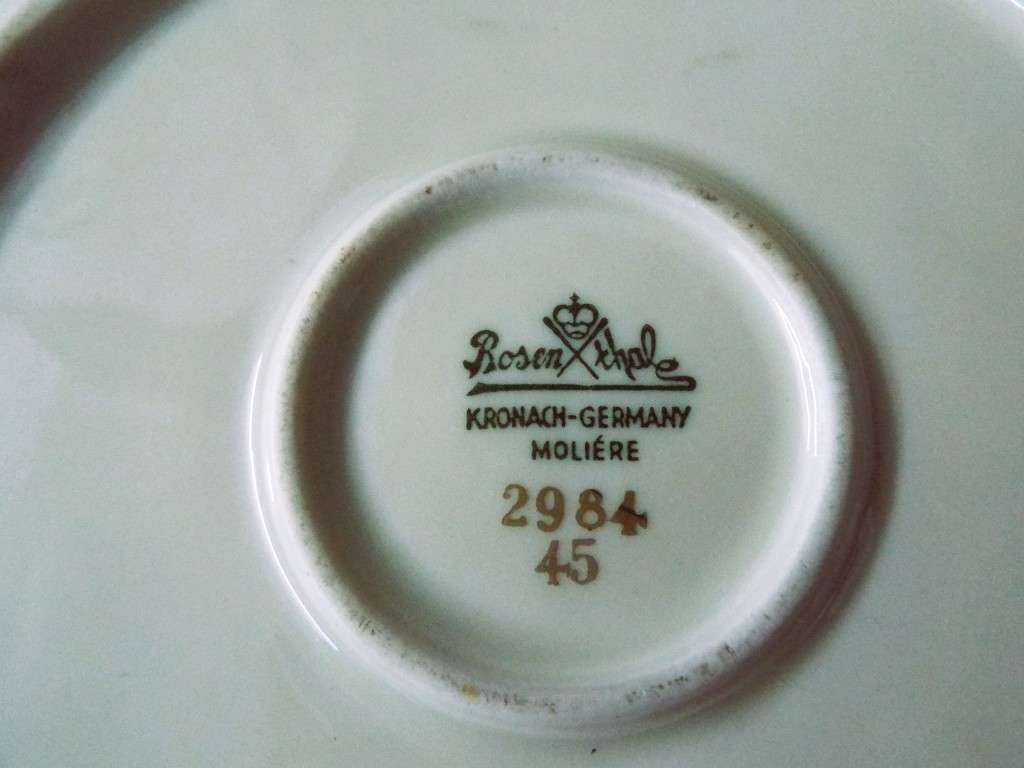 Rosenthal
KRONACH-GERMANY
MOLIÉRE
2984
45